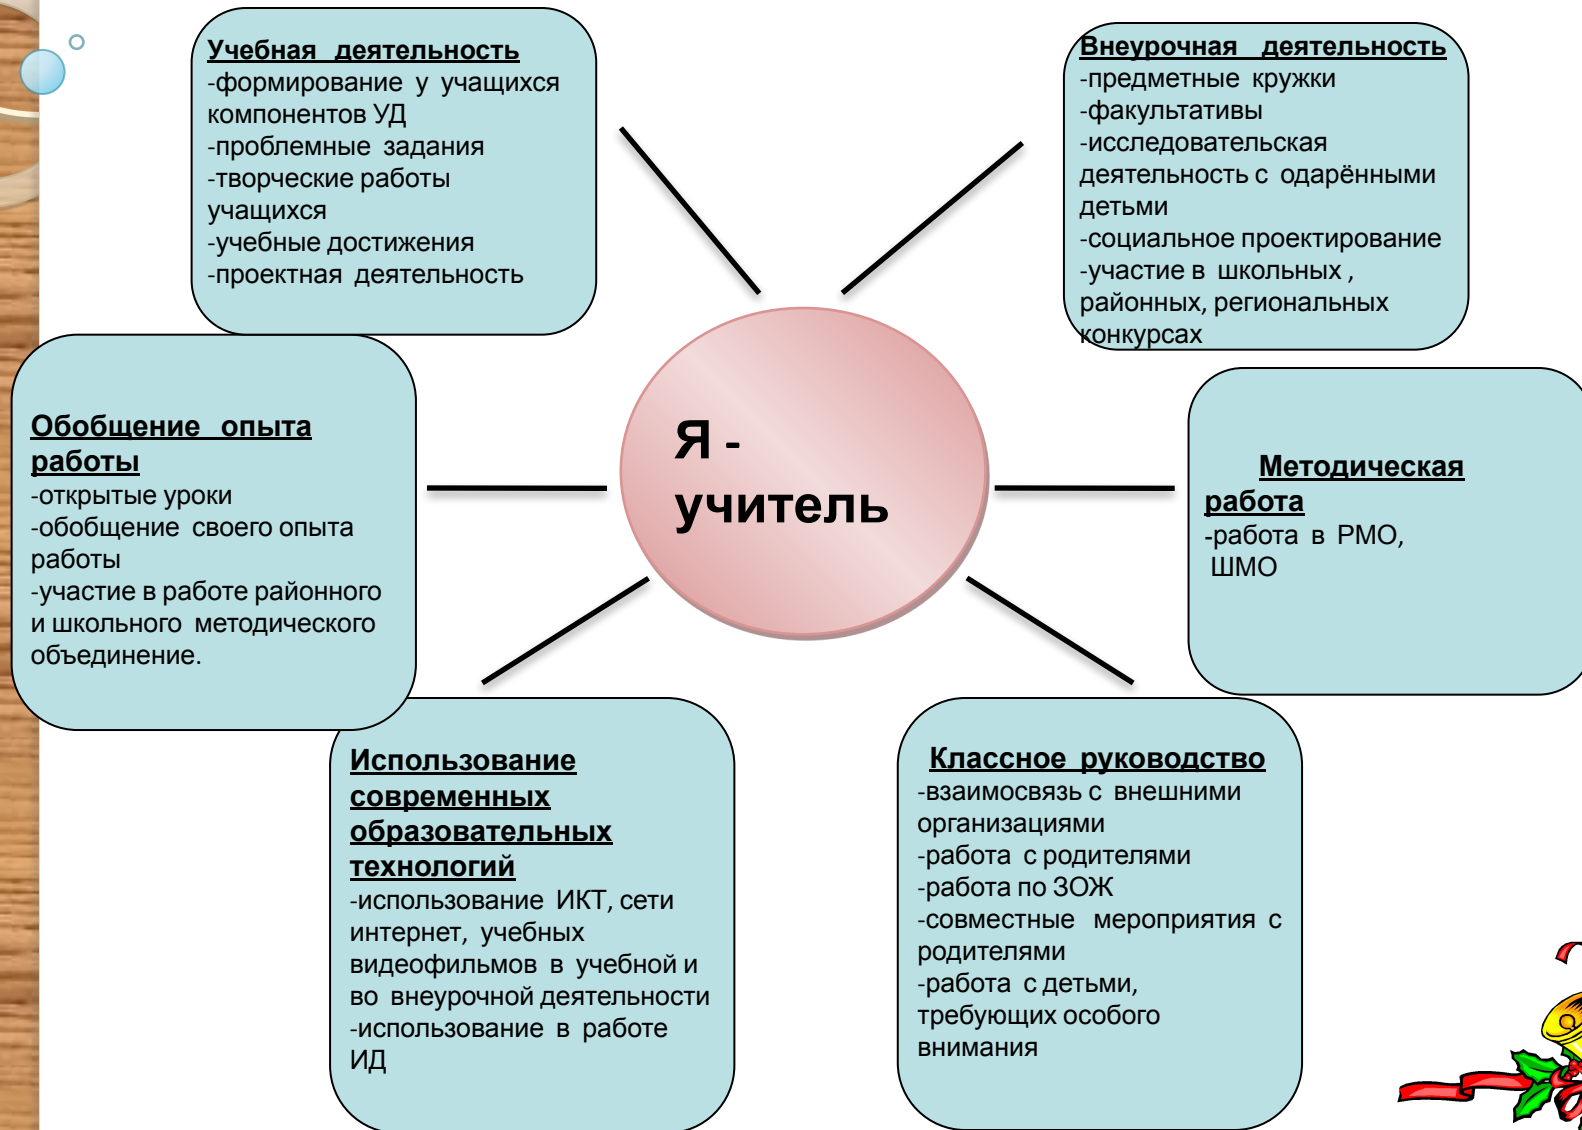 Учебная деятельность
-формирование у учащихся
компонентов УД
-проблемные задания
-творческие работы
учащихся
-учебные достижения
-проектная деятельность
Внеурочная деятельность
-предметные кружки
-факультативы
-исследовательская
деятельность с одарёнными
детьми
-социальное проектирование
-участие в школьных ,
районных, региональных
конкурсах
Обобщение опыта
работы
-открытые уроки
-обобщение своего опыта
работы
-участие в работе районного
и школьного методического
объединение.
Я -
учитель
Методическая
работа
-работа в РМО,
ШМО
Использование
современных
образовательных
технологий
-использование ИКТ, сети
интернет, учебных
видеофильмов в учебной и
во внеурочной деятельности
-использование в работе
ИД
Классное руководство
-взаимосвязь с внешними
организациями
-работа с родителями
-работа по ЗОЖ
-совместные мероприятия с
родителями
-работа с детьми,
требующих особого
внимания